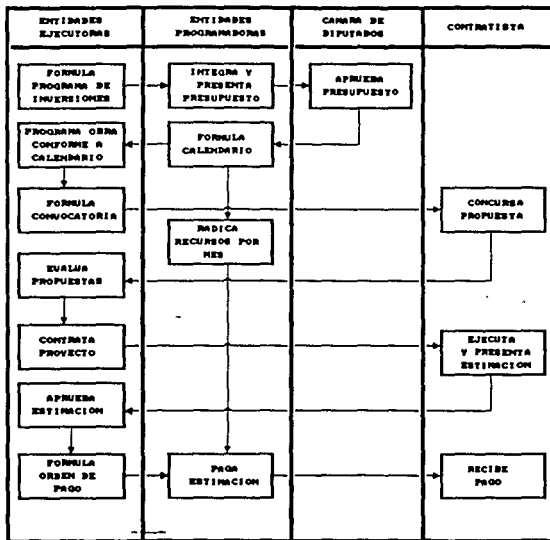 ENTIDADES
EJECUTORAS
ENTIDADES
PROGRAMADORAS
CAMARA DE
DIPUTADOS
CONTRATISTA
FORMULA
PROGRAMA DE
INVERSIONES
INTEGRA Y
PRESENTA
PRESUPUESTO
APRUEBA
PRESUPUESTO
PROGRAMA OBRA
CONFORME A
CALENDARIO
FORMULA
CALENDARIO
FORMULA
CONVOCATORIA
CONCURSA
PROPUESTA
RADICA
RECURSOS POR
MES
EVALUA
PROPUESTAS
CONTRATA
PROYECTO
EJECUTA
Y PRESENTA
ESTIMACION
APRUEBA
ESTIMACION
FORMULA
ORDEN DE
PAGO
PAGA
ESTIMACION
RECIBE
PAGO